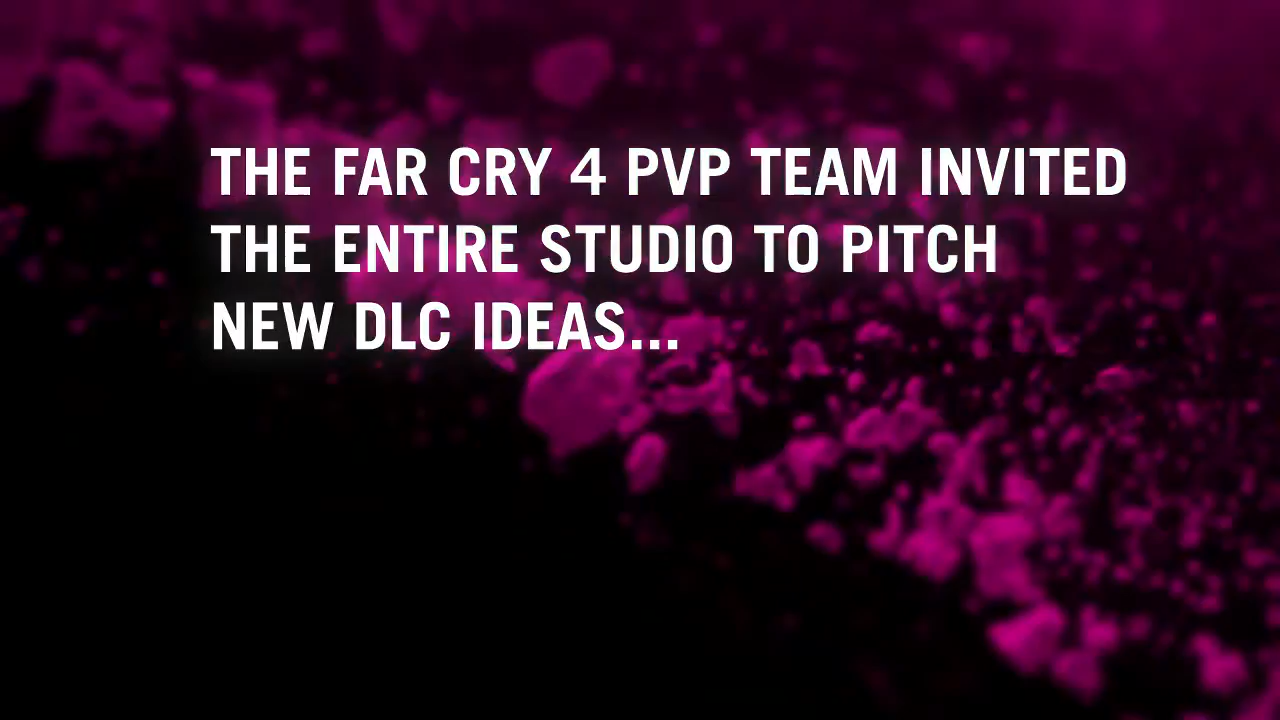 THE FAR CRY 4 PVP TEAM INVITED
THE ENTIRE STUDIO TO PITCH
NEW DLC IDEAS...